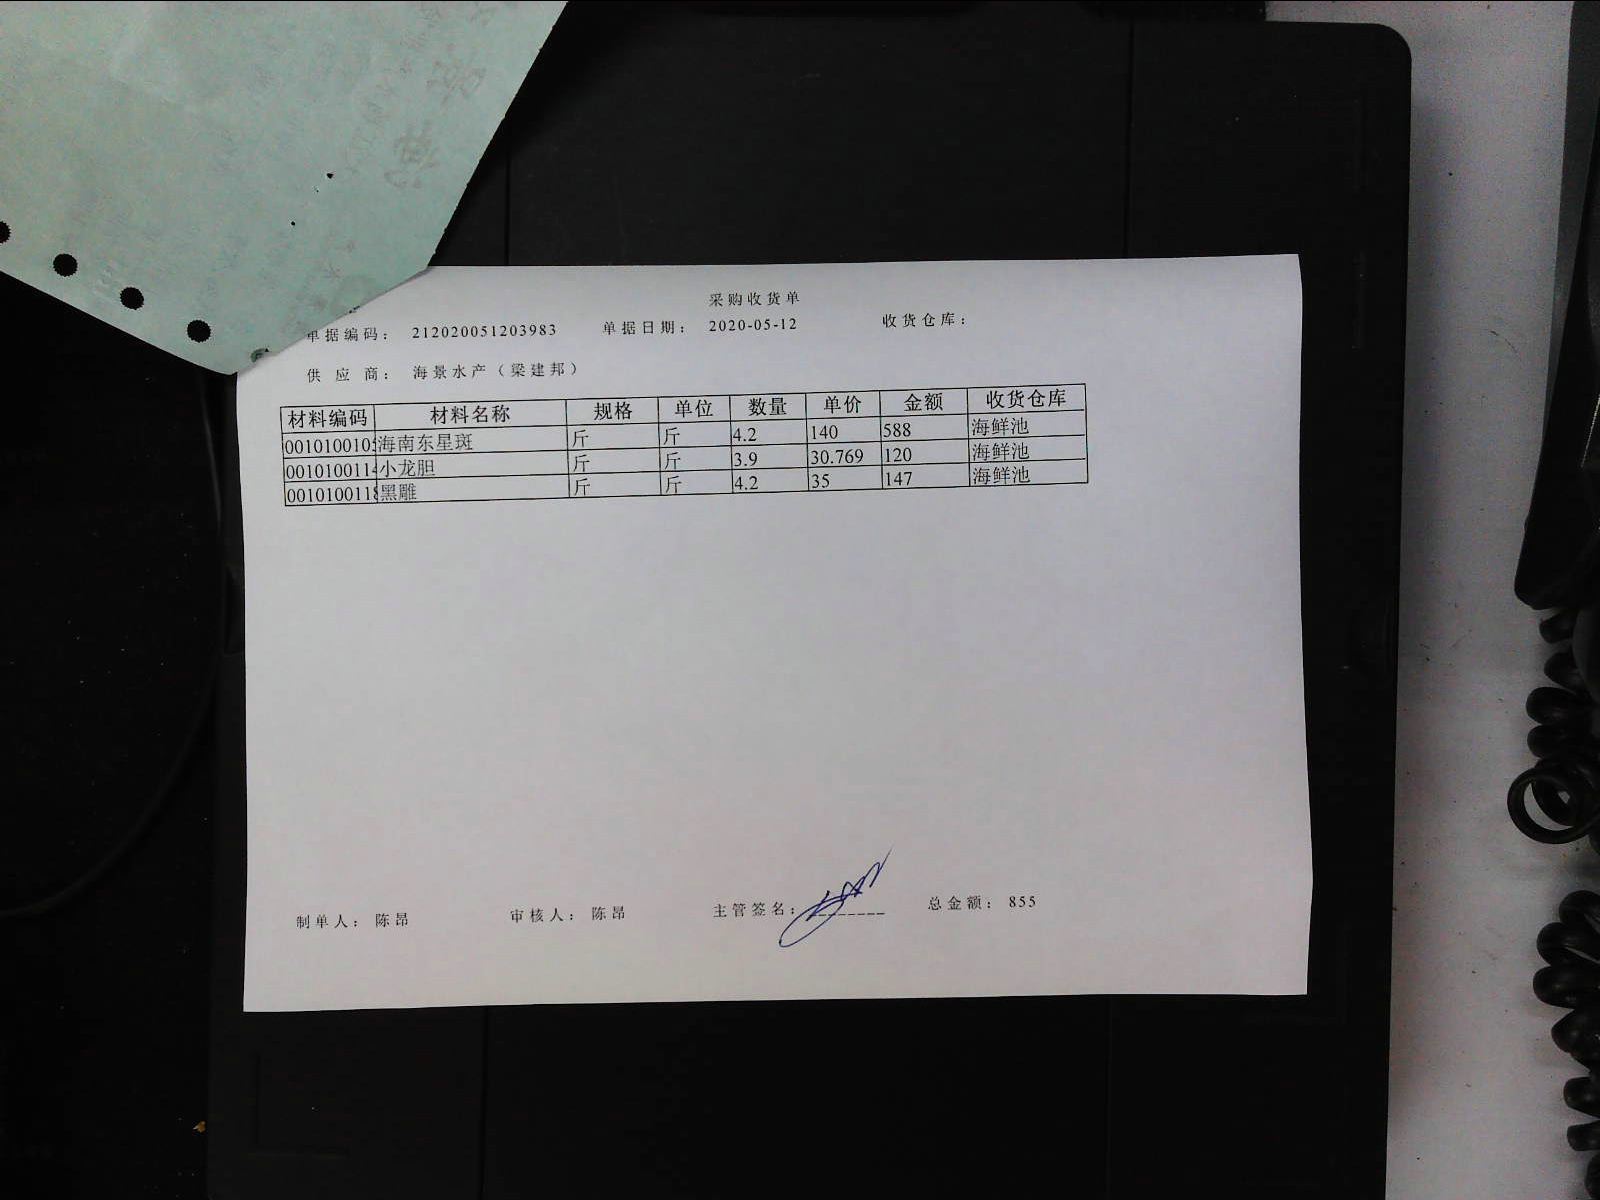 采购收货单
单据编码： 212020051203983 单据日期： 2020-05-12 收货仓库：
供 应 商： 海景水产（梁建邦）
材料编码 材料名称 规格 单位 数量 单价 金额 收货仓库
001010010 海南东星斑 斤 斤 4.2 140 588 海鲜池
001010011 小龙胆 斤 斤 3.9 30.769 120 海鲜池
001010011 黑雕 斤 斤 4.2 35 147 海鲜池
制单人： 陈昂 审核人： 陈昂 主管签名： 总金额： 855